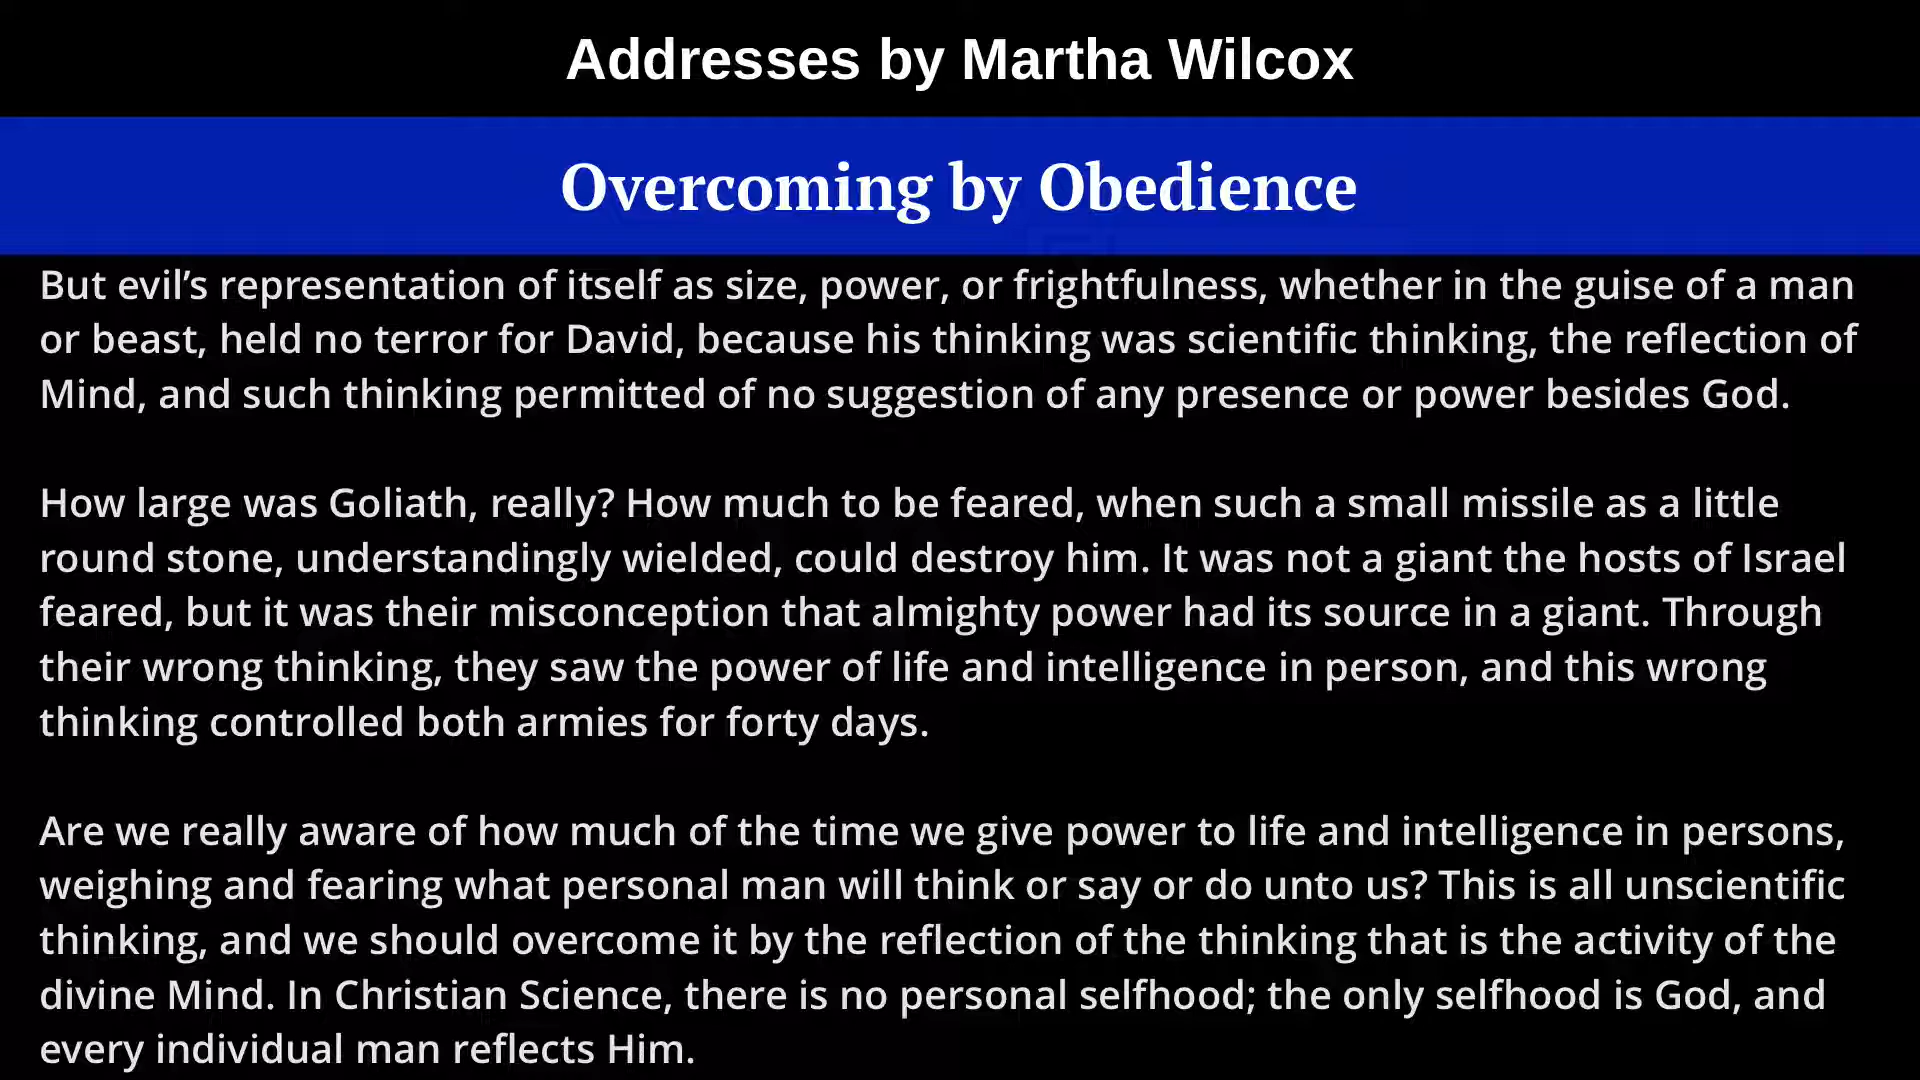 Addresses by Martha Wilcox
Overcoming by Obedience
But evil’s representation of itself as size, power, or frightfulness, whether in the guise of a man
or beast, held no terror for David, because his thinking was scientific thinking, the reflection of
Mind, and such thinking permitted of no suggestion of any presence or power besides God.
How large was Goliath, really? How much to be feared, when such a small missile as a little
round stone, understandingly wielded, could destroy him. It was not a giant the hosts of Israel
feared, but it was their misconception that almighty power had its source in a giant. Through
their wrong thinking, they saw the power of life and intelligence in person, and this wrong
thinking controlled both armies for forty days.
Are we really aware of how much of the time we give power to life and intelligence in persons,
weighing and fearing what personal man will think or say or do unto us? This is all unscientific
thinking, and we should overcome it by the reflection of the thinking that is the activity of the
divine Mind. In Christian Science, there is no personal selfhood; the only selfhood is God, and
every individual man reflects Him.